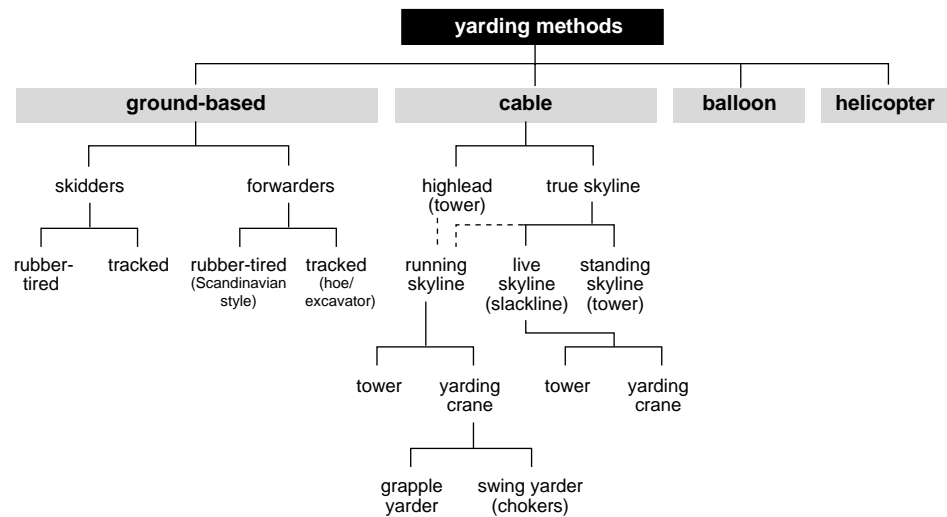 yarding methods
ground-based
cable
balloon
helicopter
skidders
forwarders
highlead
(tower)
true skyline
rubber-
tired
tracked
rubber-tired
(Scandinavian
style)
tracked
(hoe/
excavator)
running
skyline
live
skyline
(slackline)
standing
skyline
(tower)
tower
yarding
crane
tower
yarding
crane
grapple
yarder
swing yarder
(chokers)